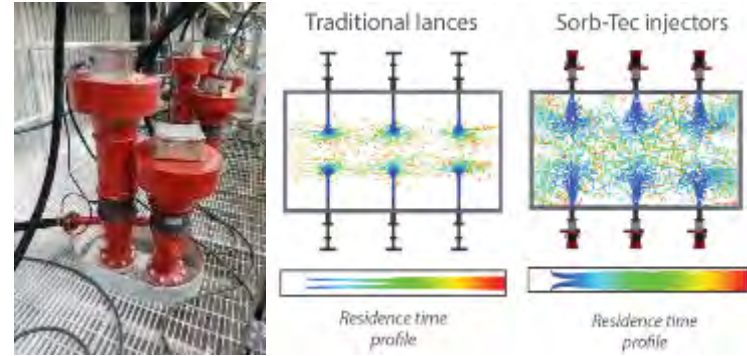 Traditional lances
Sorb-Tec injectors
Residence time
profile
Residence time
profile